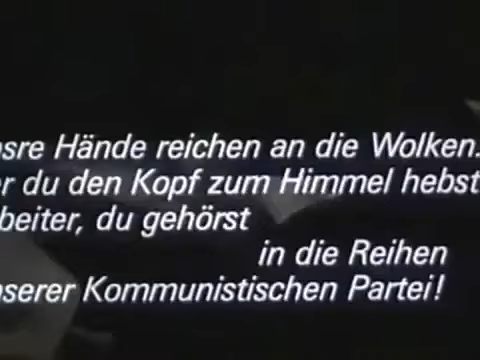 nsre Hände reichen an die Wolken.
er du den Kopf zum Himmel hebst
beiter, du gehörst
in die Reihen
nserer Kommunistischen Partei!